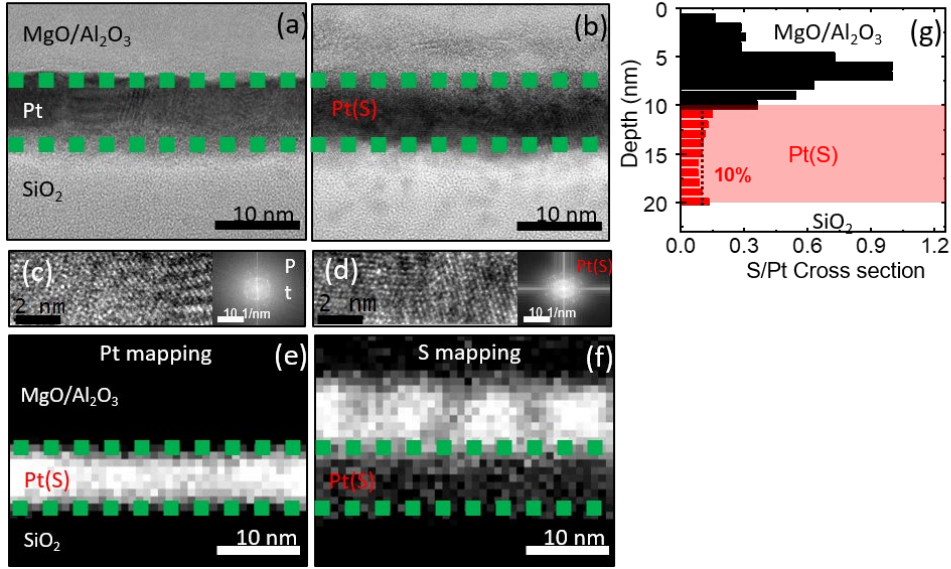 (a)
MgO/Al₂O₃
Pt
SiO₂
10 nm
(b)
Pt(S)
10 nm
(c)
2 nm
P
t
10 1/nm
(d)
2 nm
Pt(S)
10 1/nm
Pt mapping
(e)
MgO/Al₂O₃
Pt(S)
SiO₂
10 nm
S mapping
(f)
Pt(S)
10 nm
(g)
MgO/Al₂O₃
Pt(S)
10%
SiO₂
Depth (nm)
0
5
10
15
20
0.0
0.3
0.6
0.9
1.2
S/Pt Cross section